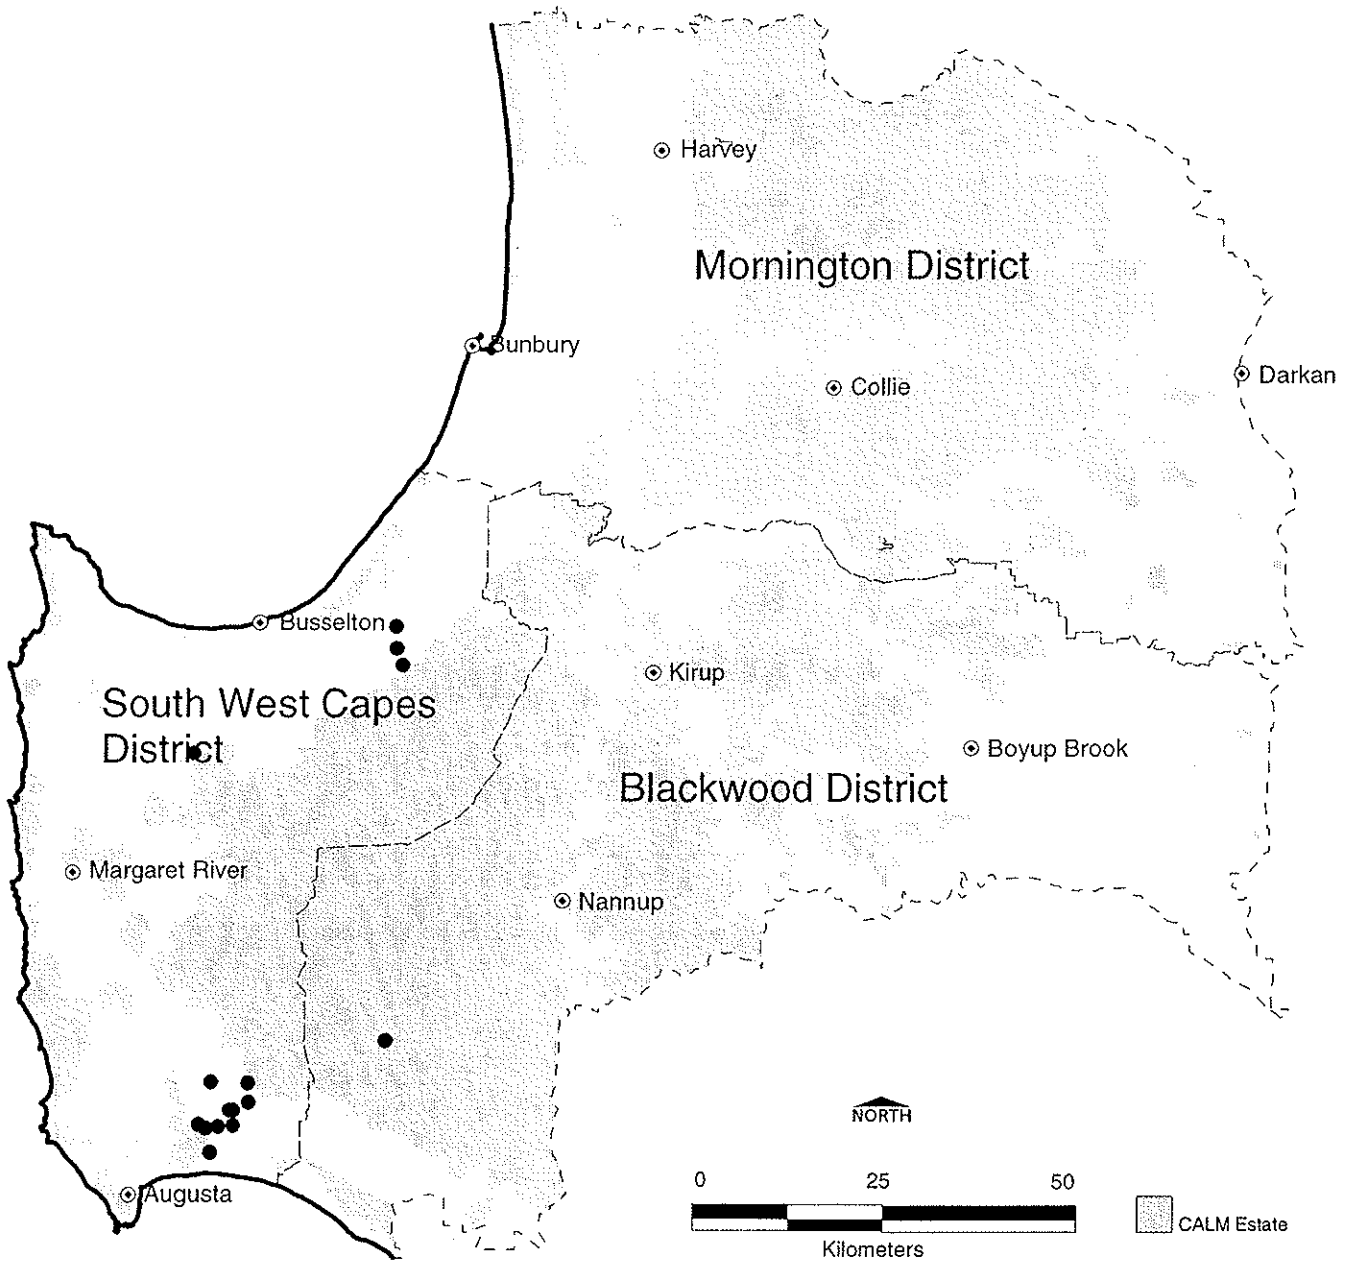 Harvey
Mornington District
Bunbury
Collie
Darkan
Busselton
Kirup
South West Capes
District
Boyup Brook
Blackwood District
Margaret River
Nannup
NORTH
Augusta
0 25 50
Kilometers
CALM Estate